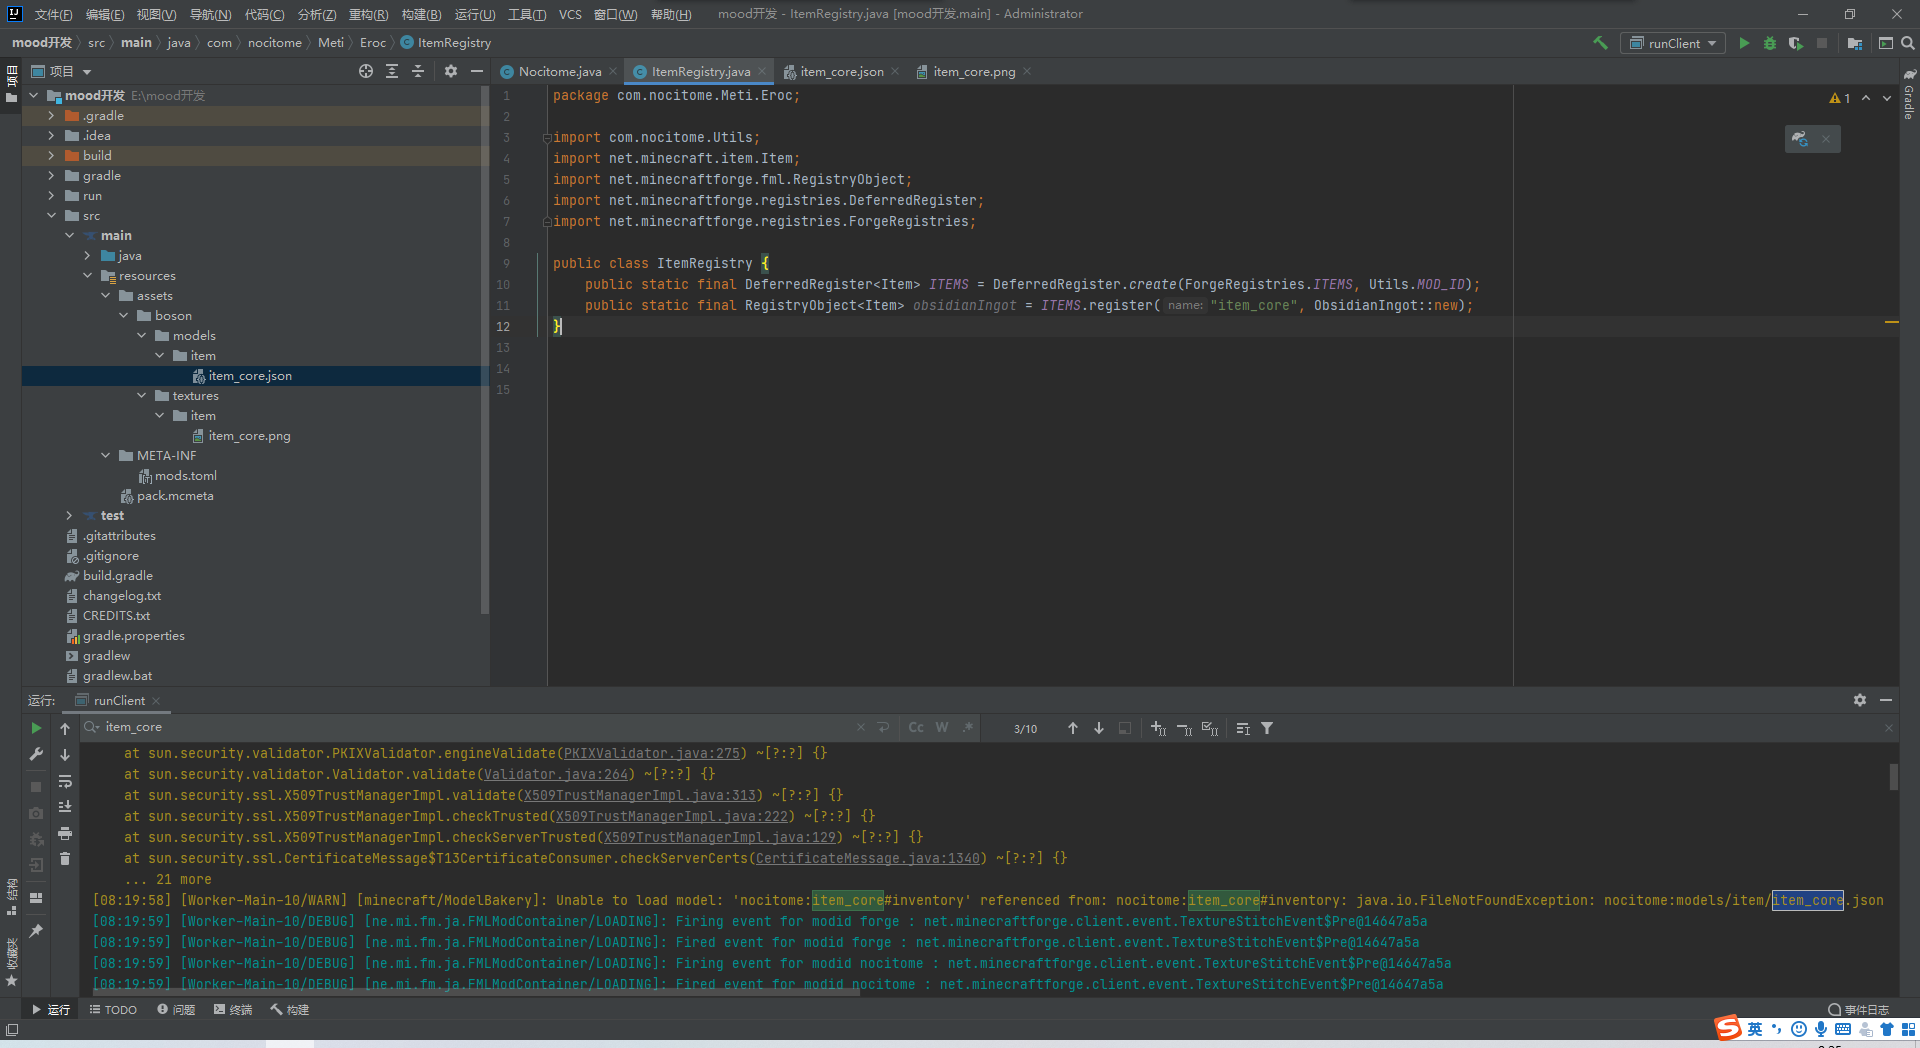 文件(F) 编辑(E) 视图(V) 导航(N) 代码(C) 分析(Z) 重构(R) 构建(B) 运行(U) 工具(T) VCS 窗口(W) 帮助(H) mood开发 - ItemRegistry.java [mood开发.main] - Administrator
mood开发 src main java com nocitome Meti Eroc ItemRegistry runClient
项目
项目
Nocitome.java ItemRegistry.java item_core.json item_core.png
Gradle
mood开发 E:\mood开发
.gradle
.idea
build
gradle
run
src
main
java
resources
assets
boson
models
item
item_core.json
textures
item
item_core.png
META-INF
mods.toml
pack.mcmeta
test
.gitattributes
.gitignore
build.gradle
changelog.txt
CREDITS.txt
gradle.properties
gradlew
gradlew.bat
1 package com.nocitome.Meti.Eroc;
1
2
3 import com.nocitome.Utils;
4 import net.minecraft.item.Item;
5 import net.minecraftforge.fml.RegistryObject;
6 import net.minecraftforge.registries.DeferredRegister;
7 import net.minecraftforge.registries.ForgeRegistries;
8
9 public class ItemRegistry {
10 public static final DeferredRegister<Item> ITEMS = DeferredRegister.create(ForgeRegistries.ITEMS, Utils.MOD_ID);
11 public static final RegistryObject<Item> obsidianIngot = ITEMS.register( name: "item_core", ObsidianIngot::new);
12 }
13
14
15
运行: runClient
item_core Cc W .* 3/10
at sun.security.validator.PKIXValidator.engineValidate(PKIXValidator.java:275) ~[?:?] {}
at sun.security.validator.Validator.validate(Validator.java:264) ~[?:?] {}
at sun.security.ssl.X509TrustManagerImpl.validate(X509TrustManagerImpl.java:313) ~[?:?] {}
at sun.security.ssl.X509TrustManagerImpl.checkTrusted(X509TrustManagerImpl.java:222) ~[?:?] {}
at sun.security.ssl.X509TrustManagerImpl.checkServerTrusted(X509TrustManagerImpl.java:129) ~[?:?] {}
at sun.security.ssl.CertificateMessage$T13CertificateConsumer.checkServerCerts(CertificateMessage.java:1340) ~[?:?] {}
... 21 more
[08:19:58] [Worker-Main-10/WARN] [minecraft/ModelBakery]: Unable to load model: 'nocitome:item_core#inventory' referenced from: nocitome:item_core#inventory: java.io.FileNotFoundException: nocitome:models/item/item_core.json
[08:19:59] [Worker-Main-10/DEBUG] [ne.mi.fm.ja.FMLModContainer/LOADING]: Firing event for modid forge : net.minecraftforge.client.event.TextureStitchEvent$Pre@14647a5a
[08:19:59] [Worker-Main-10/DEBUG] [ne.mi.fm.ja.FMLModContainer/LOADING]: Fired event for modid forge : net.minecraftforge.client.event.TextureStitchEvent$Pre@14647a5a
[08:19:59] [Worker-Main-10/DEBUG] [ne.mi.fm.ja.FMLModContainer/LOADING]: Firing event for modid nocitome : net.minecraftforge.client.event.TextureStitchEvent$Pre@14647a5a
[08:19:59] [Worker-Main-10/DEBUG] [ne.mi.fm.ja.FMLModContainer/LOADING]: Fired event for modid nocitome : net.minecraftforge.client.event.TextureStitchEvent$Pre@14647a5a
结构
收藏夹
运行 TODO 问题 终端 构建 事件日志
S 英